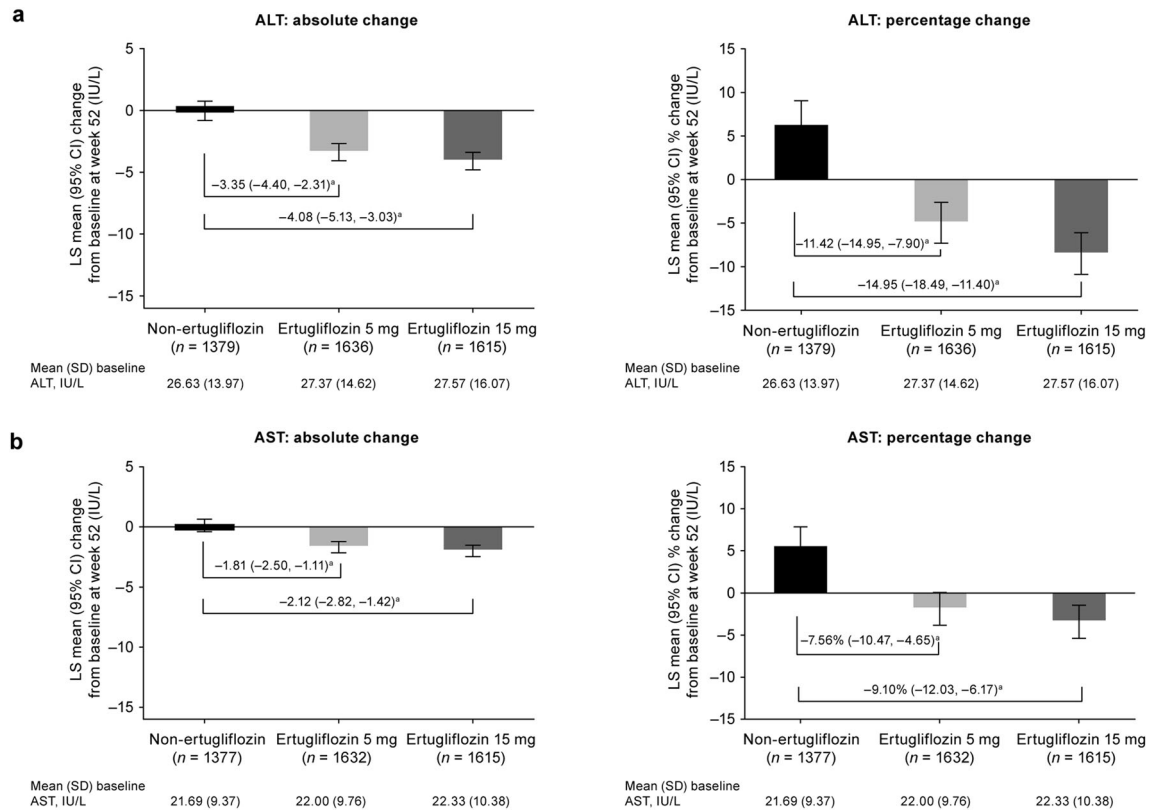 a
ALT: absolute change
LS mean (95% CI) change
from baseline at week 52 (IU/L)
5
0
–5
–10
–15
–3.35 (–4.40, –2.31)ᵃ
–4.08 (–5.13, –3.03)ᵃ
Non-ertugliflozin
(n = 1379)
Ertugliflozin 5 mg
(n = 1636)
Ertugliflozin 15 mg
(n = 1615)
Mean (SD) baseline
ALT, IU/L
26.63 (13.97)
27.37 (14.62)
27.57 (16.07)
ALT: percentage change
LS mean (95% CI) % change
from baseline at week 52 (IU/L)
15
10
5
0
–5
–10
–15
–11.42 (–14.95, –7.90)ᵃ
–14.95 (–18.49, –11.40)ᵃ
Non-ertugliflozin
(n = 1379)
Ertugliflozin 5 mg
(n = 1636)
Ertugliflozin 15 mg
(n = 1615)
Mean (SD) baseline
ALT, IU/L
26.63 (13.97)
27.37 (14.62)
27.57 (16.07)
b
AST: absolute change
LS mean (95% CI) change
from baseline at week 52 (IU/L)
5
0
–5
–10
–15
–1.81 (–2.50, –1.11)ᵃ
–2.12 (–2.82, –1.42)ᵃ
Non-ertugliflozin
(n = 1377)
Ertugliflozin 5 mg
(n = 1632)
Ertugliflozin 15 mg
(n = 1615)
Mean (SD) baseline
AST, IU/L
21.69 (9.37)
22.00 (9.76)
22.33 (10.38)
AST: percentage change
LS mean (95% CI) % change
from baseline at week 52 (IU/L)
15
10
5
0
–5
–10
–15
–7.56% (–10.47, –4.65)ᵃ
–9.10% (–12.03, –6.17)ᵃ
Non-ertugliflozin
(n = 1377)
Ertugliflozin 5 mg
(n = 1632)
Ertugliflozin 15 mg
(n = 1615)
Mean (SD) baseline
AST, IU/L
21.69 (9.37)
22.00 (9.76)
22.33 (10.38)